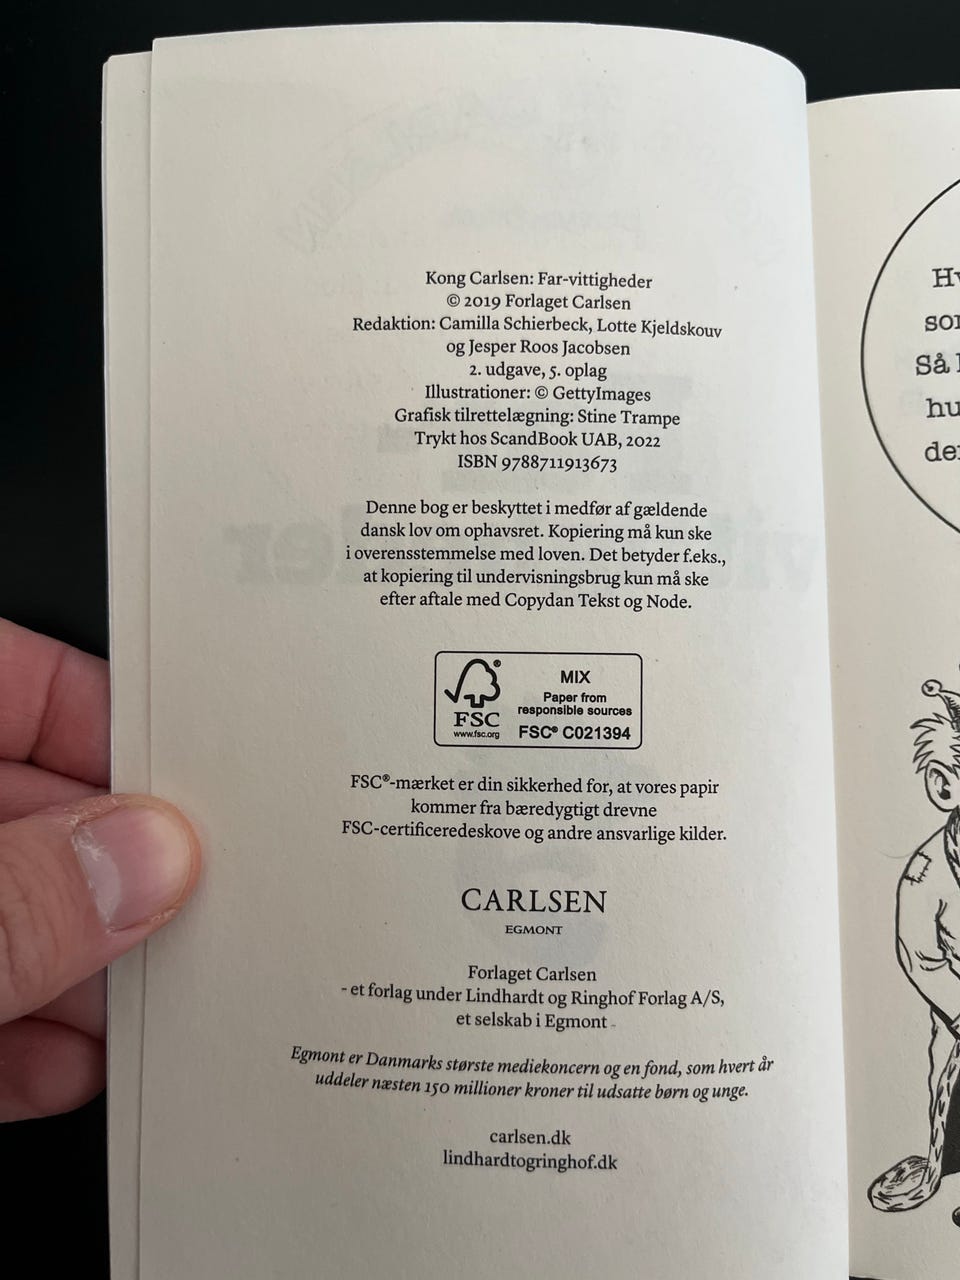 Kong Carlsen: Far-vittigheder
© 2019 Forlaget Carlsen
Redaktion: Camilla Schierbeck, Lotte Kjeldskouv
og Jesper Roos Jacobsen
2. udgave, 5. oplag
Illustrationer: © GettyImages
Grafisk tilrettelægning: Stine Trampe
Trykt hos ScandBook UAB, 2022
ISBN 9788711913673
Denne bog er beskyttet i medfør af gældende
dansk lov om ophavsret. Kopiering må kun ske
i overensstemmelse med loven. Det betyder f.eks.,
at kopiering til undervisningsbrug kun må ske
efter aftale med Copydan Tekst og Node.
FSC
www.fsc.org
MIX
Paper from
responsible sources
FSC® C021394
FSC®-mærket er din sikkerhed for, at vores papir
kommer fra bæredygtigt drevne
FSC-certificeredeskove og andre ansvarlige kilder.
CARLSEN
EGMONT
Forlaget Carlsen
- et forlag under Lindhardt og Ringhof Forlag A/S,
et selskab i Egmont
Egmont er Danmarks største mediekoncern og en fond, som hvert år
uddeler næsten 150 millioner kroner til udsatte børn og unge.
carlsen.dk
lindhardtogringhof.dk
Så